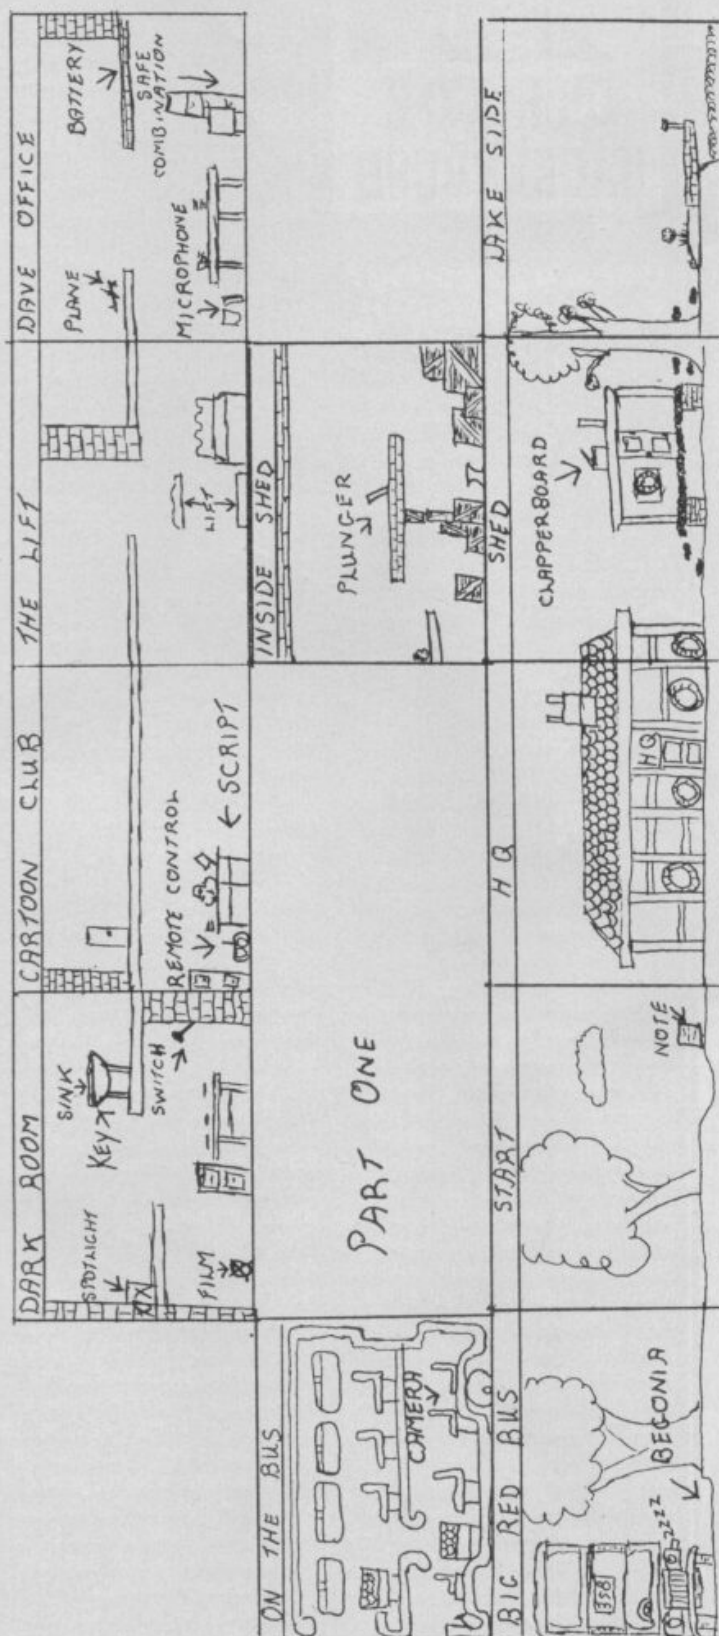 DARK ROOM
SPOTLIGHT
SINK
KEY
SWITCH
FILM
CARTOON CLUB
REMOTE CONTROL
SCRIPT
THE LIFT
LIFT
DAVE OFFICE
PLANE
BATTERY
SAFE
COMBINATION
MICROPHONE
ON THE BUS
CAMERA
PART ONE
INSIDE SHED
PLUNGER
BIG RED BUS
358
ZZZZ
BEGONIA
START
NOTE
HQ
HQ
SHED
CLAPPERBOARD
LAKE SIDE